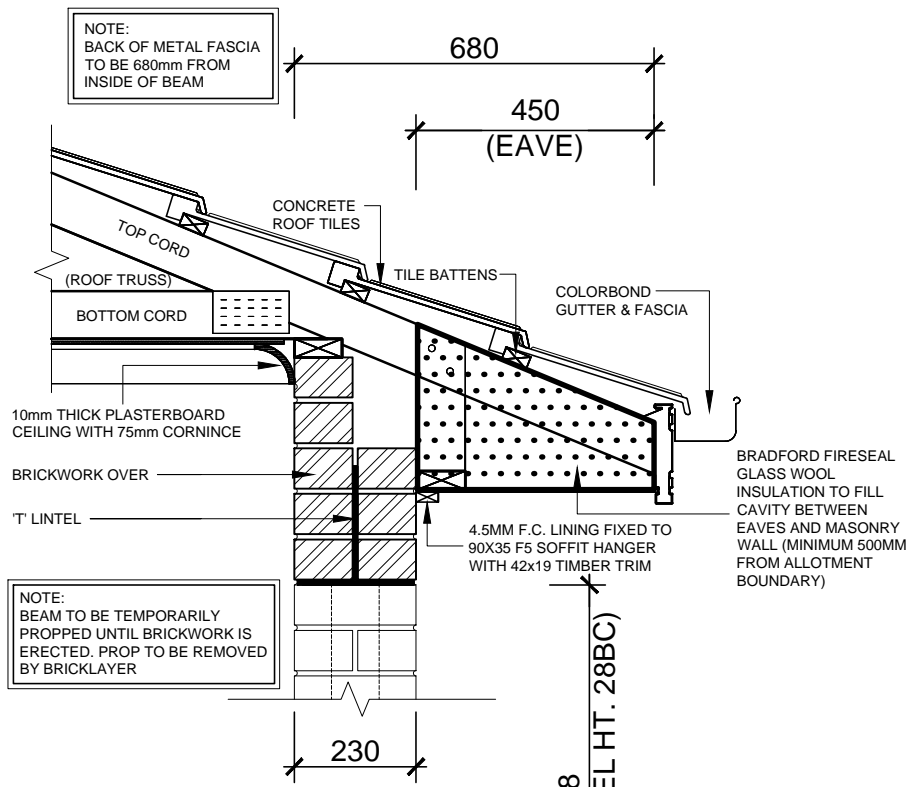 NOTE:
BACK OF METAL FASCIA
TO BE 680mm FROM
INSIDE OF BEAM
680
450
(EAVE)
CONCRETE
ROOF TILES
TOP CORD
TILE BATTENS
(ROOF TRUSS)
COLORBOND
GUTTER & FASCIA
BOTTOM CORD
10mm THICK PLASTERBOARD
CEILING WITH 75mm CORNINCE
BRICKWORK OVER
'T' LINTEL
4.5MM F.C. LINING FIXED TO
90X35 F5 SOFFIT HANGER
WITH 42x19 TIMBER TRIM
BRADFORD FIRESEAL
GLASS WOOL
INSULATION TO FILL
CAVITY BETWEEN
EAVES AND MASONRY
WALL (MINIMUM 500MM
FROM ALLOTMENT
BOUNDARY)
NOTE:
BEAM TO BE TEMPORARILY
PROPPED UNTIL BRICKWORK IS
ERECTED. PROP TO BE REMOVED
BY BRICKLAYER
230
8
EL HT. 28BC)